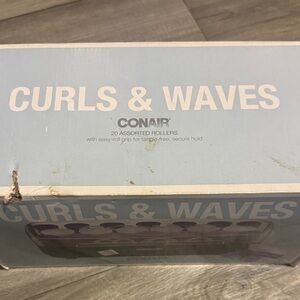 CURLS & WAVES
CONAIR
20 ASSORTED ROLLERS
with easy-roll grip for tangle-free, secure hold
CURLS & WAVES